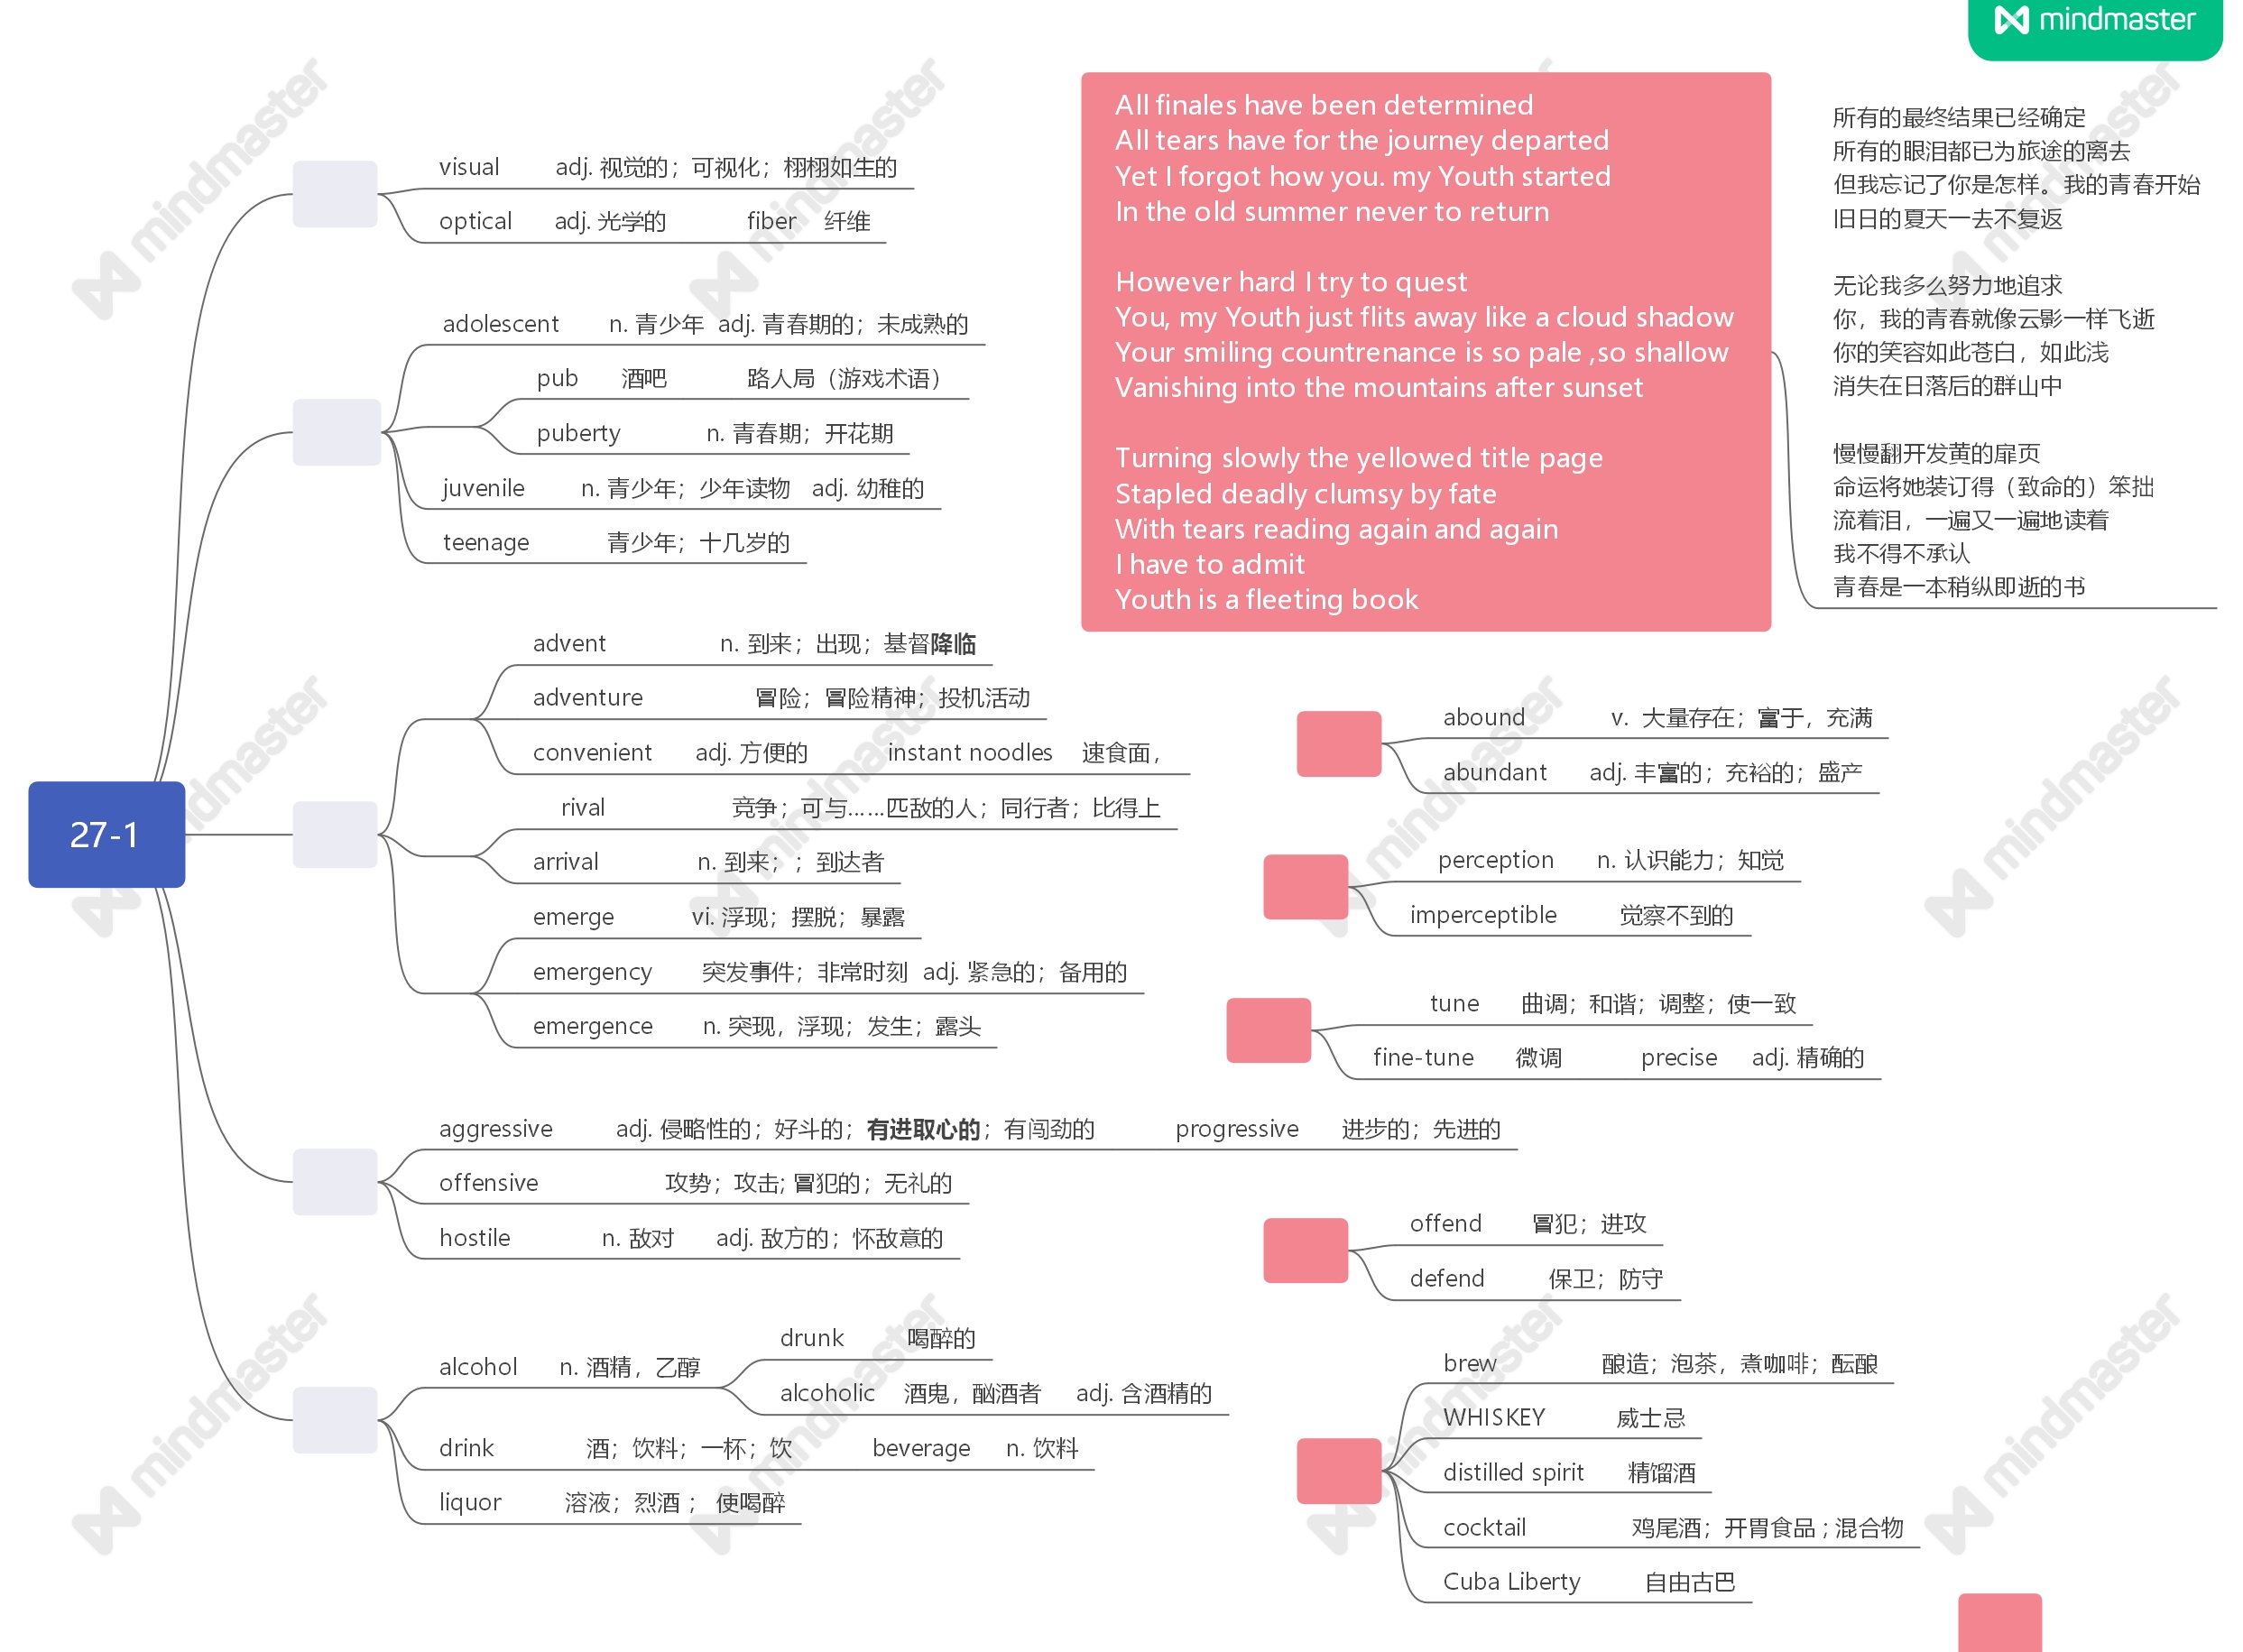 mindmaster
27-1
visual adj. 视觉的；可视化；栩栩如生的
optical adj. 光学的 fiber 纤维
adolescent n. 青少年 adj. 青春期的；未成熟的
pub 酒吧 路人局（游戏术语）
puberty n. 青春期；开花期
juvenile n. 青少年；少年读物 adj. 幼稚的
teenage 青少年；十几岁的
advent n. 到来；出现；基督降临
adventure 冒险；冒险精神；投机活动
convenient adj. 方便的 instant noodles 速食面，
rival 竞争；可与……匹敌的人；同行者；比得上
arrival n. 到来；；到达者
emerge vi. 浮现；摆脱；暴露
emergency 突发事件；非常时刻 adj. 紧急的；备用的
emergence n. 突现，浮现；发生；露头
aggressive adj. 侵略性的；好斗的；有进取心的；有闯劲的 progressive 进步的；先进的
offensive 攻势；攻击; 冒犯的；无礼的
hostile n. 敌对 adj. 敌方的；怀敌意的
alcohol n. 酒精，乙醇
drunk 喝醉的
alcoholic 酒鬼，酗酒者 adj. 含酒精的
drink 酒；饮料；一杯；饮 beverage n. 饮料
liquor 溶液；烈酒 ； 使喝醉
All finales have been determined
All tears have for the journey departed
Yet I forgot how you. my Youth started
In the old summer never to return
However hard I try to quest
You, my Youth just flits away like a cloud shadow
Your smiling countrenance is so pale ,so shallow
Vanishing into the mountains after sunset
Turning slowly the yellowed title page
Stapled deadly clumsy by fate
With tears reading again and again
I have to admit
Youth is a fleeting book
所有的最终结果已经确定
所有的眼泪都已为旅途的离去
但我忘记了你是怎样。我的青春开始
旧日的夏天一去不复返
无论我多么努力地追求
你，我的青春就像云影一样飞逝
你的笑容如此苍白，如此浅
消失在日落后的群山中
慢慢翻开发黄的扉页
命运将她装订得（致命的）笨拙
流着泪，一遍又一遍地读着
我不得不承认
青春是一本稍纵即逝的书
abound v. 大量存在；富于，充满
abundant adj. 丰富的；充裕的；盛产
perception n. 认识能力；知觉
imperceptible 觉察不到的
tune 曲调；和谐；调整；使一致
fine-tune 微调 precise adj. 精确的
offend 冒犯；进攻
defend 保卫；防守
brew 酿造；泡茶，煮咖啡；酝酿
WHISKEY 威士忌
distilled spirit 精馏酒
cocktail 鸡尾酒；开胃食品 ; 混合物
Cuba Liberty 自由古巴